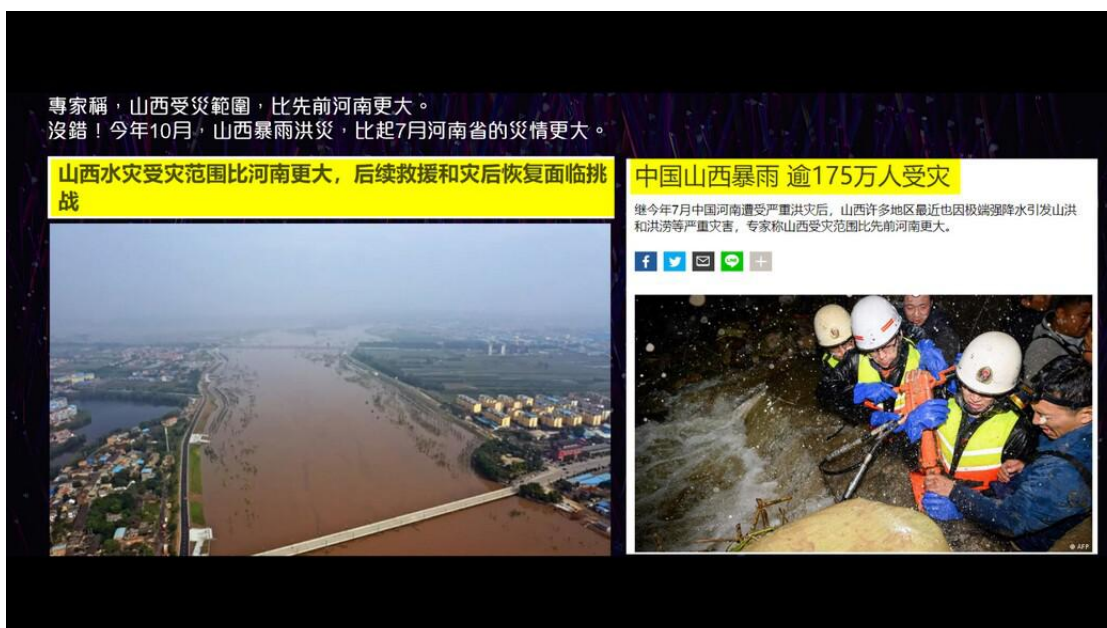 專家稱，山西受災範圍，比先前河南更大。
沒錯！今年10月，山西暴雨洪災，比起7月河南省的災情更大。
山西水灾受灾范围比河南更大，后续救援和灾后恢复面临挑
战
中国山西暴雨 逾175万人受灾
继今年7月中国河南遭受严重洪灾后，山西许多地区最近也因极端强降水引发山洪
和洪涝等严重灾害，专家称山西受灾范围比先前河南更大。
© AFP